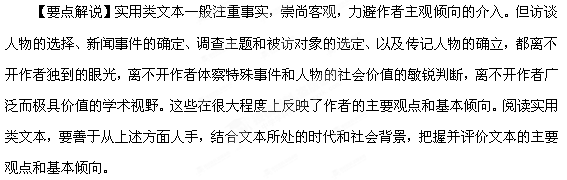 【要点解说】实用类文本一般注重事实，崇尚客观，力避作者主观倾向的介入。但访谈
人物的选择、新闻事件的确定、调查主题和被访对象的选定、以及传记人物的确立，都离不
开作者独到的眼光，离不开作者体察特殊事件和人物的社会价值的敏锐判断，离不开作者广
泛而极具价值的学术视野。这些在很大程度上反映了作者的主要观点和基本倾向。阅读实用
类文本，要善于从上述方面人手，结合文本所处的时代和社会背景，把握并评价文本的主要
观点和基本倾向。